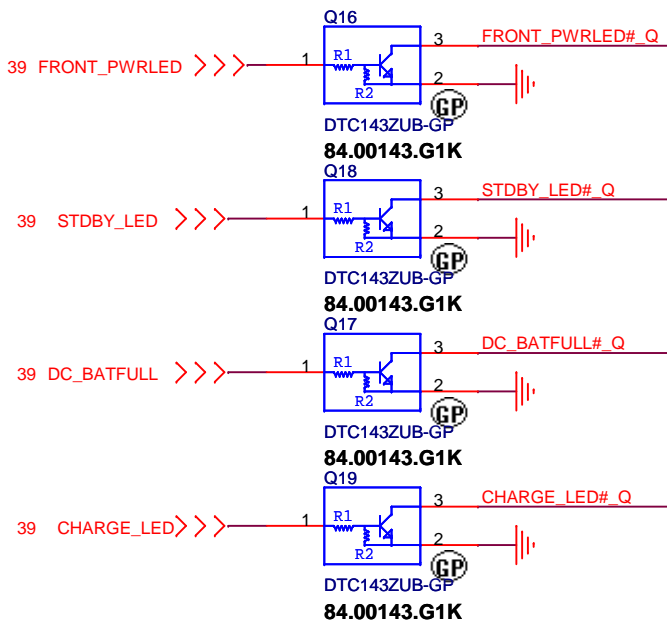 Q16
39 FRONT_PWRLED
1
R1
R2
3
FRONT_PWRLED#_Q
2
GP
DTC143ZUB-GP
84.00143.G1K
Q18
39 STDBY_LED
1
R1
R2
3
STDBY_LED#_Q
2
GP
DTC143ZUB-GP
84.00143.G1K
Q17
39 DC_BATFULL
1
R1
R2
3
DC_BATFULL#_Q
2
GP
DTC143ZUB-GP
84.00143.G1K
Q19
39 CHARGE_LED
1
R1
R2
3
CHARGE_LED#_Q
2
GP
DTC143ZUB-GP
84.00143.G1K